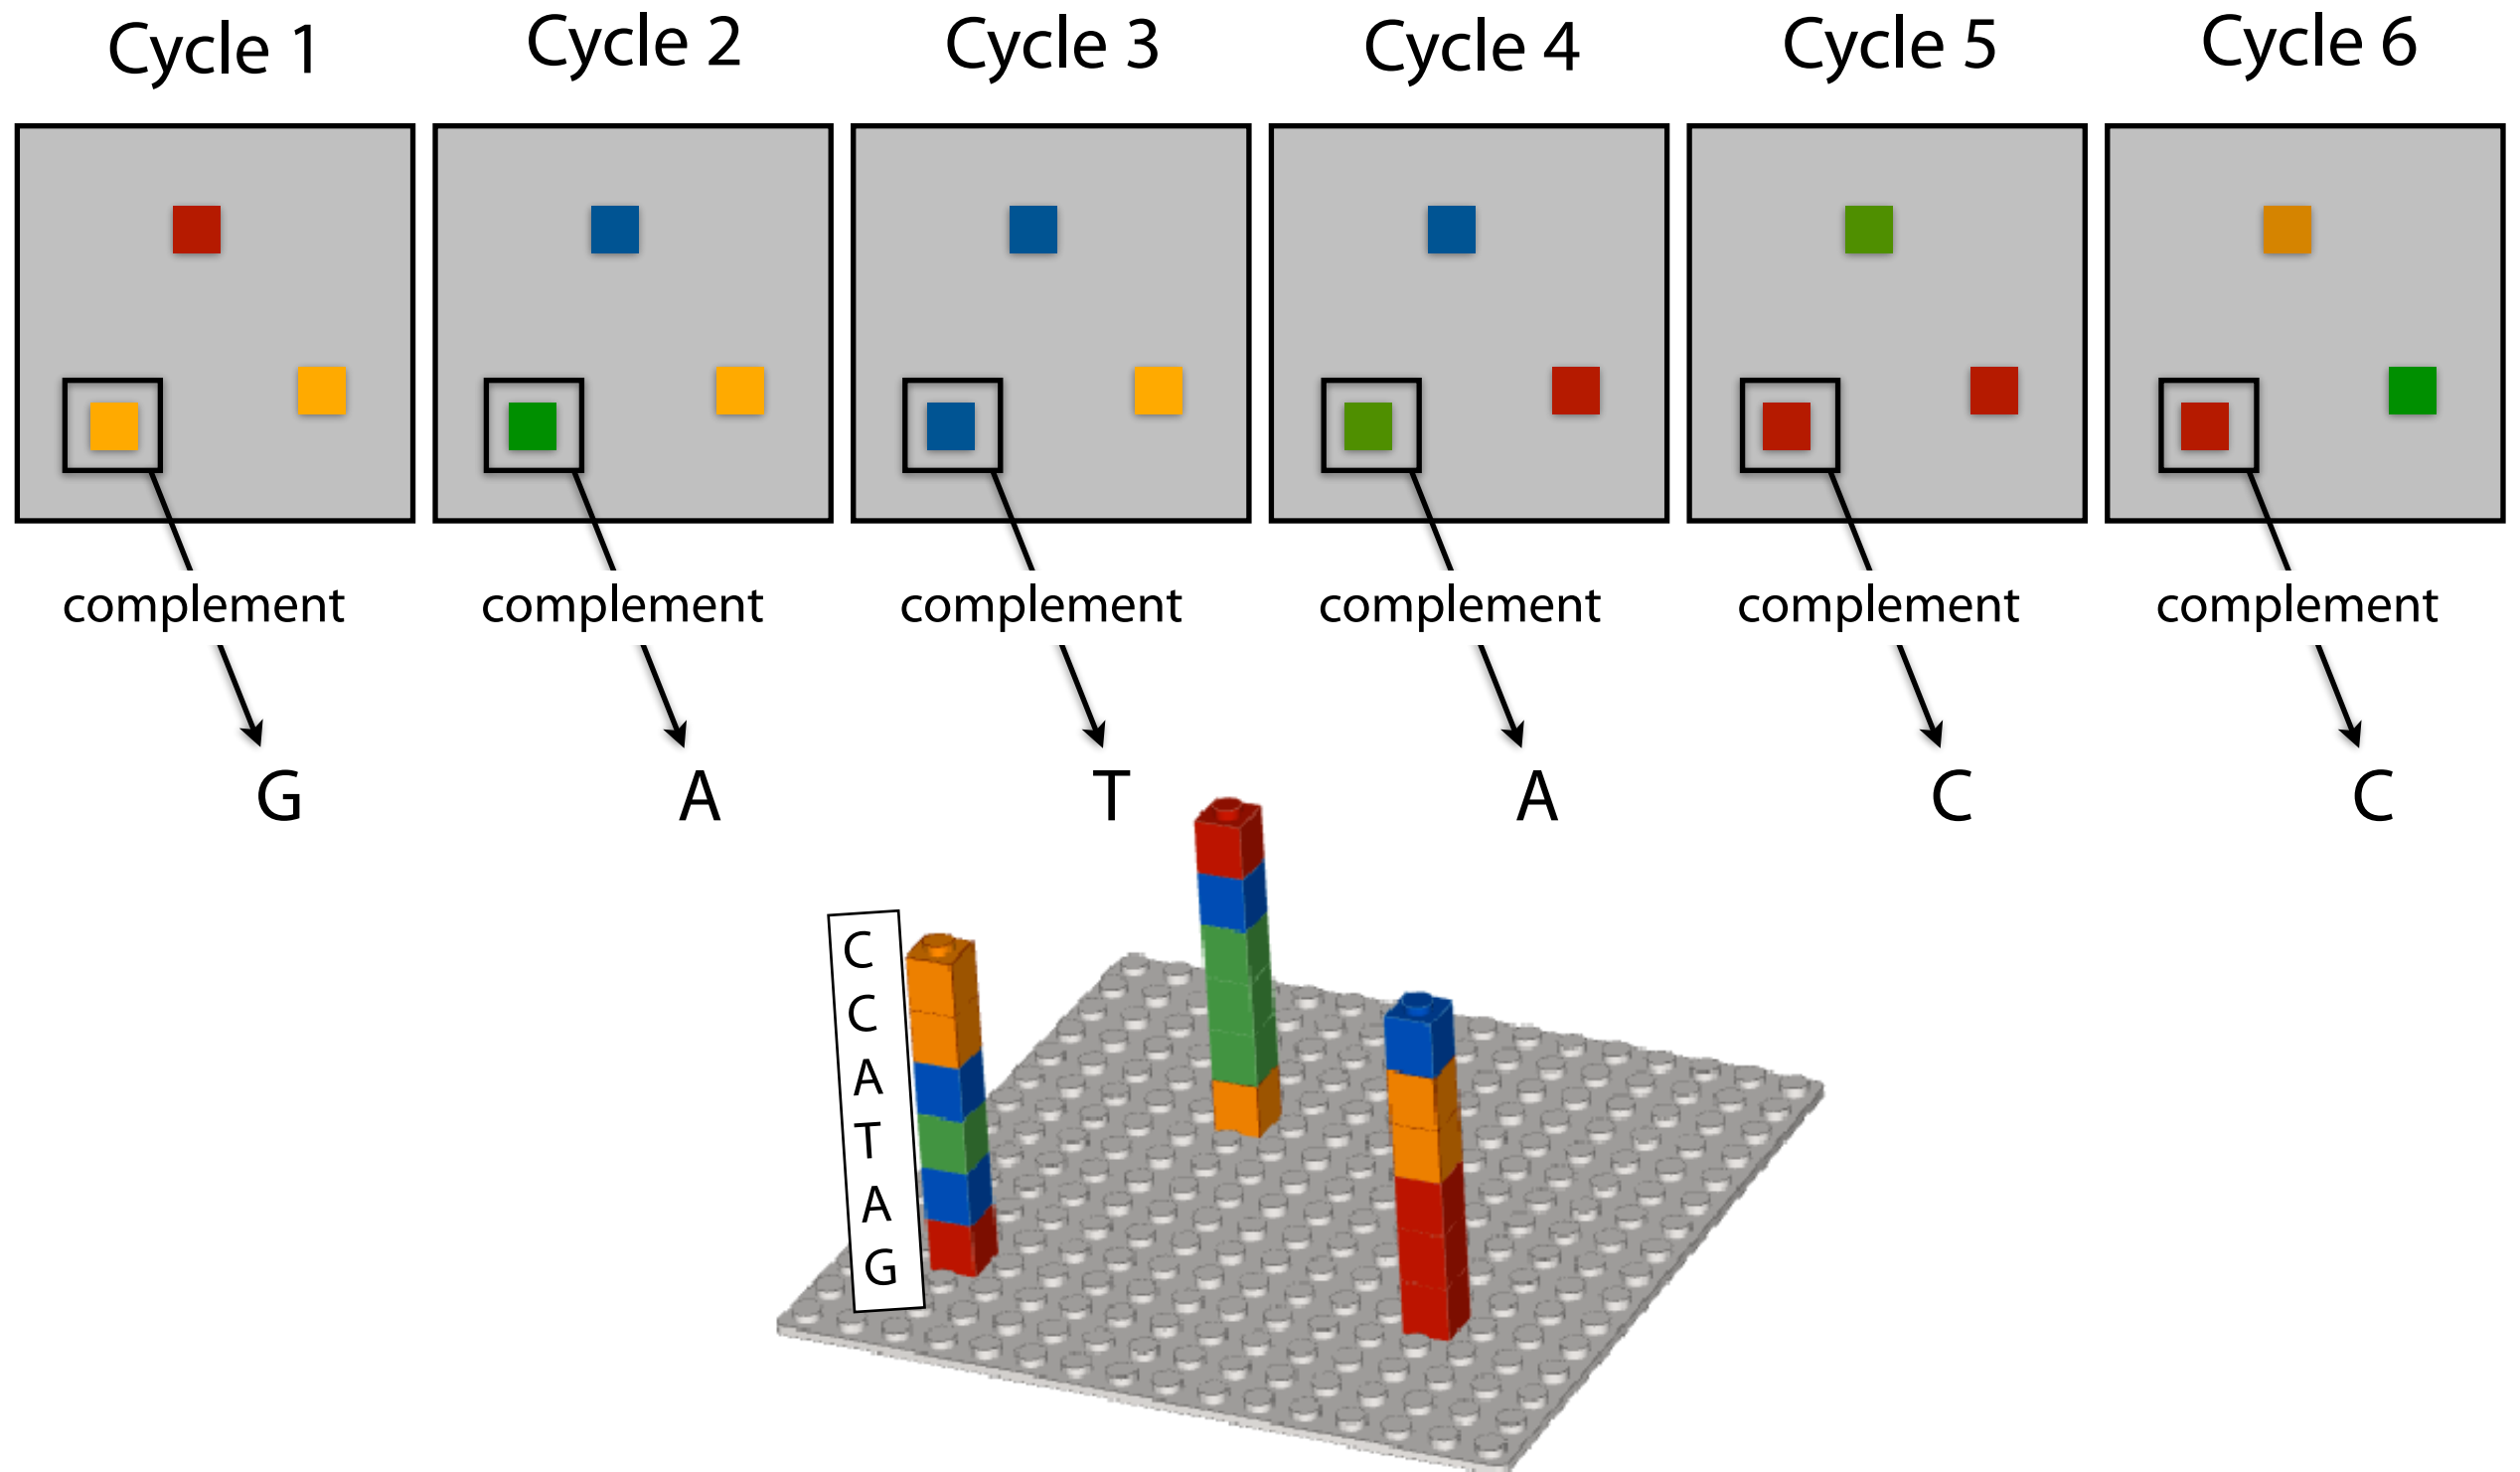 Cycle 1 Cycle 2 Cycle 3 Cycle 4 Cycle 5 Cycle 6
complement complement complement complement complement complement
G A T A C C
C
C
A
T
A
G